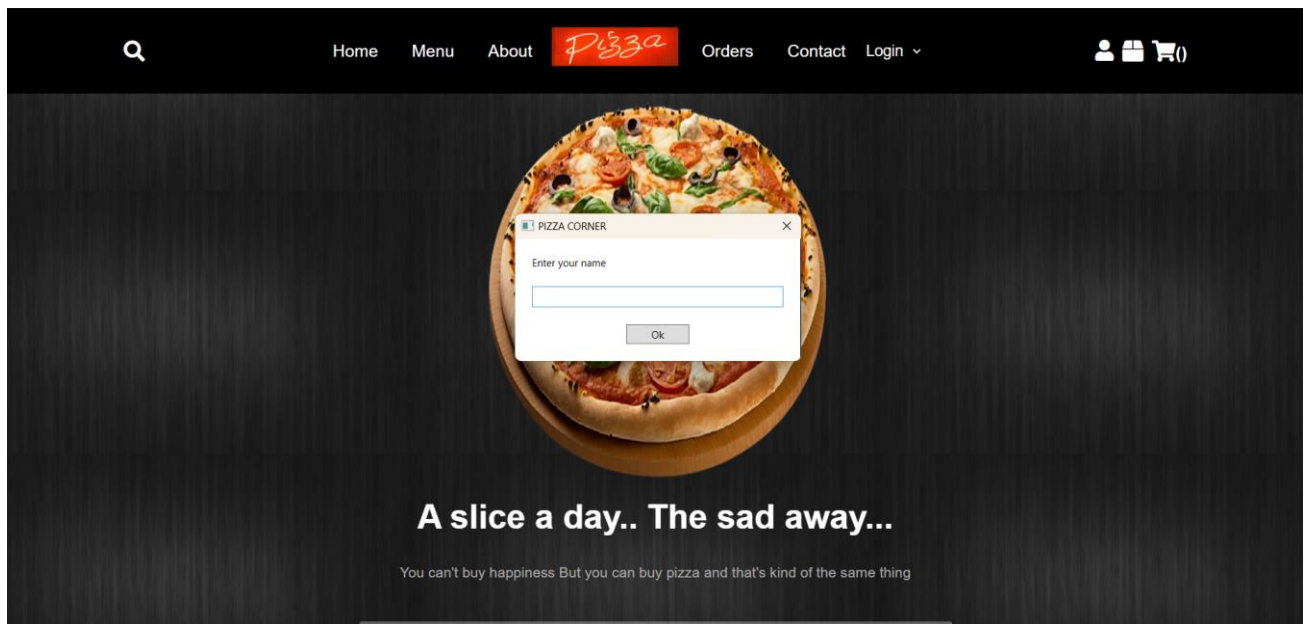 Home Menu About Pizza Orders Contact Login ()
PIZZA CORNER
Enter your name
Ok
A slice a day.. The sad away...
You can't buy happiness But you can buy pizza and that's kind of the same thing